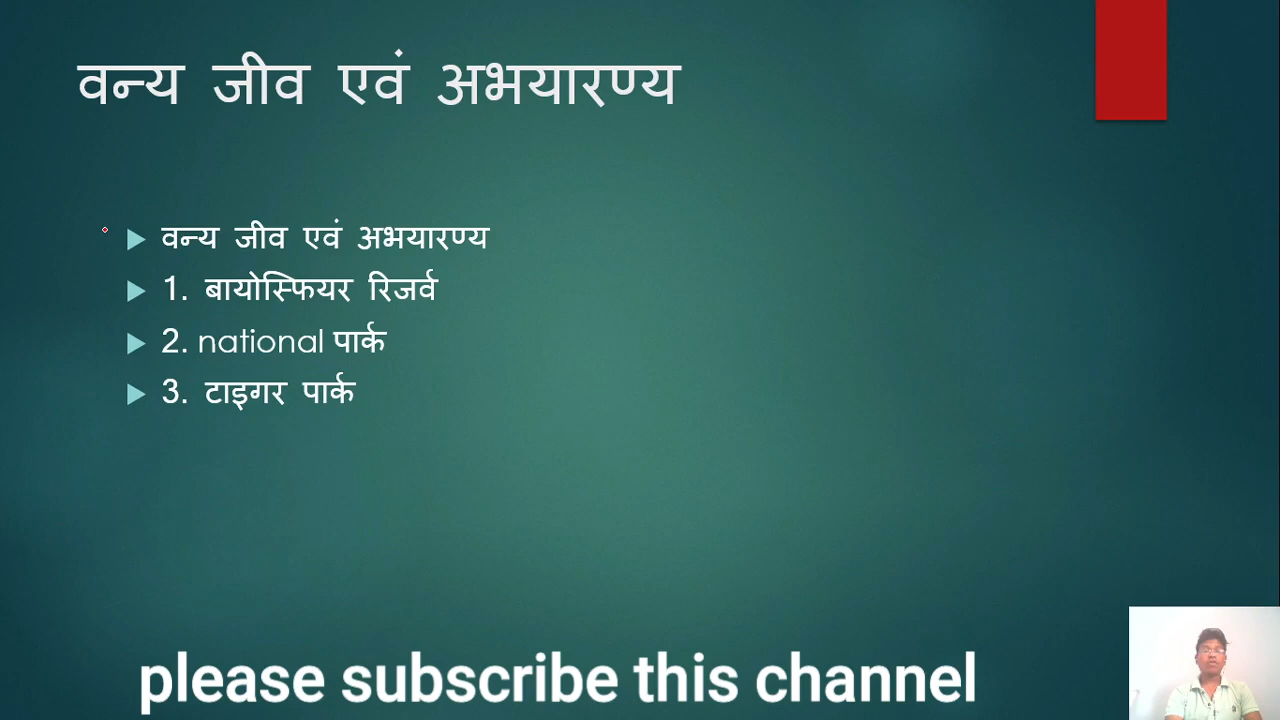 वन्य जीव एवं अभयारण्य
वन्य जीव एवं अभयारण्य
1. बायोस्फियर रिजर्व
2. national पार्क
3. टाइगर पार्क
please subscribe this channel